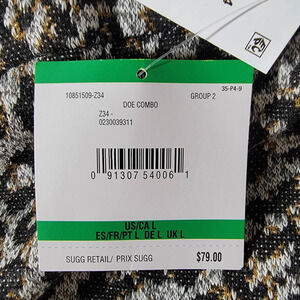 35-P4-9
10851509-Z34 GROUP 2
DOE COMBO
Z34 -
0230039311
0 91307 54006 1
US/CA L
ES/FR/PT L DE L UK L
SUGG RETAIL/ PRIX SUGG $79.00